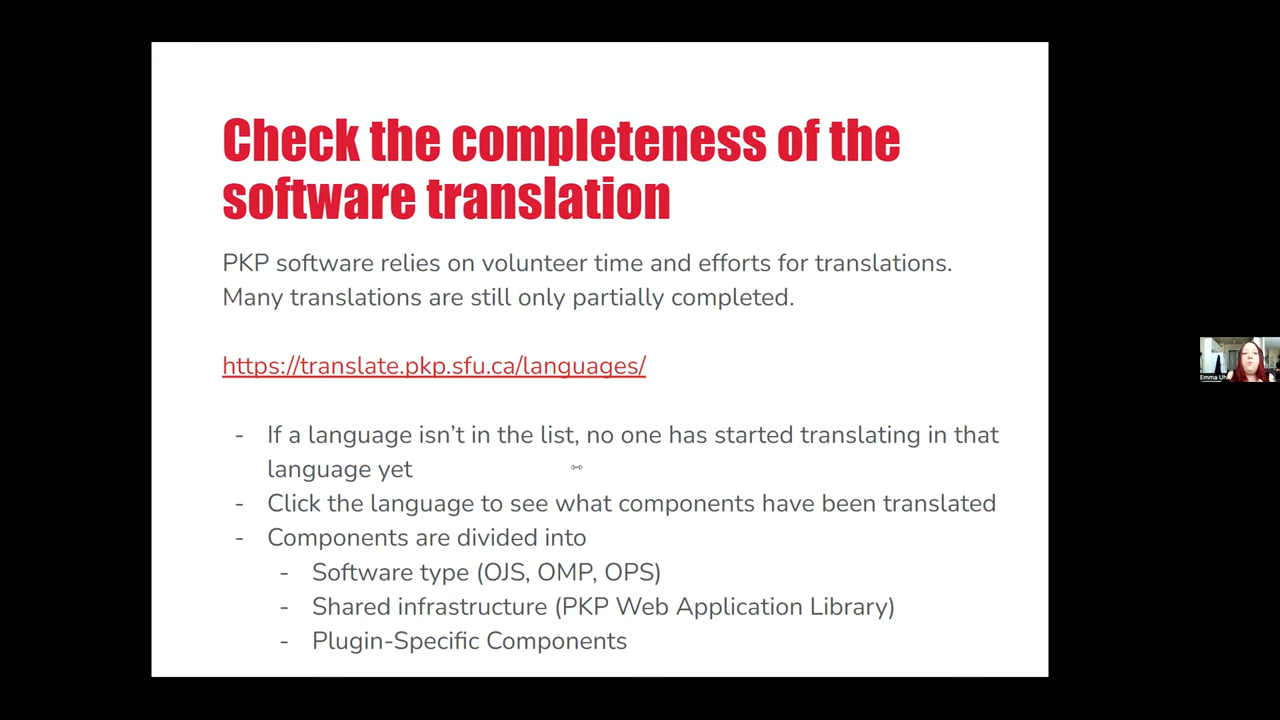 Check the completeness of the
software translation
PKP software relies on volunteer time and efforts for translations.
Many translations are still only partially completed.
https://translate.pkp.sfu.ca/languages/
- If a language isn't in the list, no one has started translating in that
language yet
- Click the language to see what components have been translated
- Components are divided into
- Software type (OJS, OMP, OPS)
- Shared infrastructure (PKP Web Application Library)
- Plugin-Specific Components
Emma